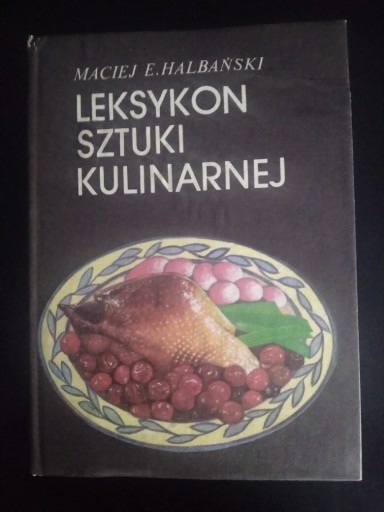 MACIEJ E. HALBAŃSKI
LEKSYKON
SZTUKI
KULINARNEJ